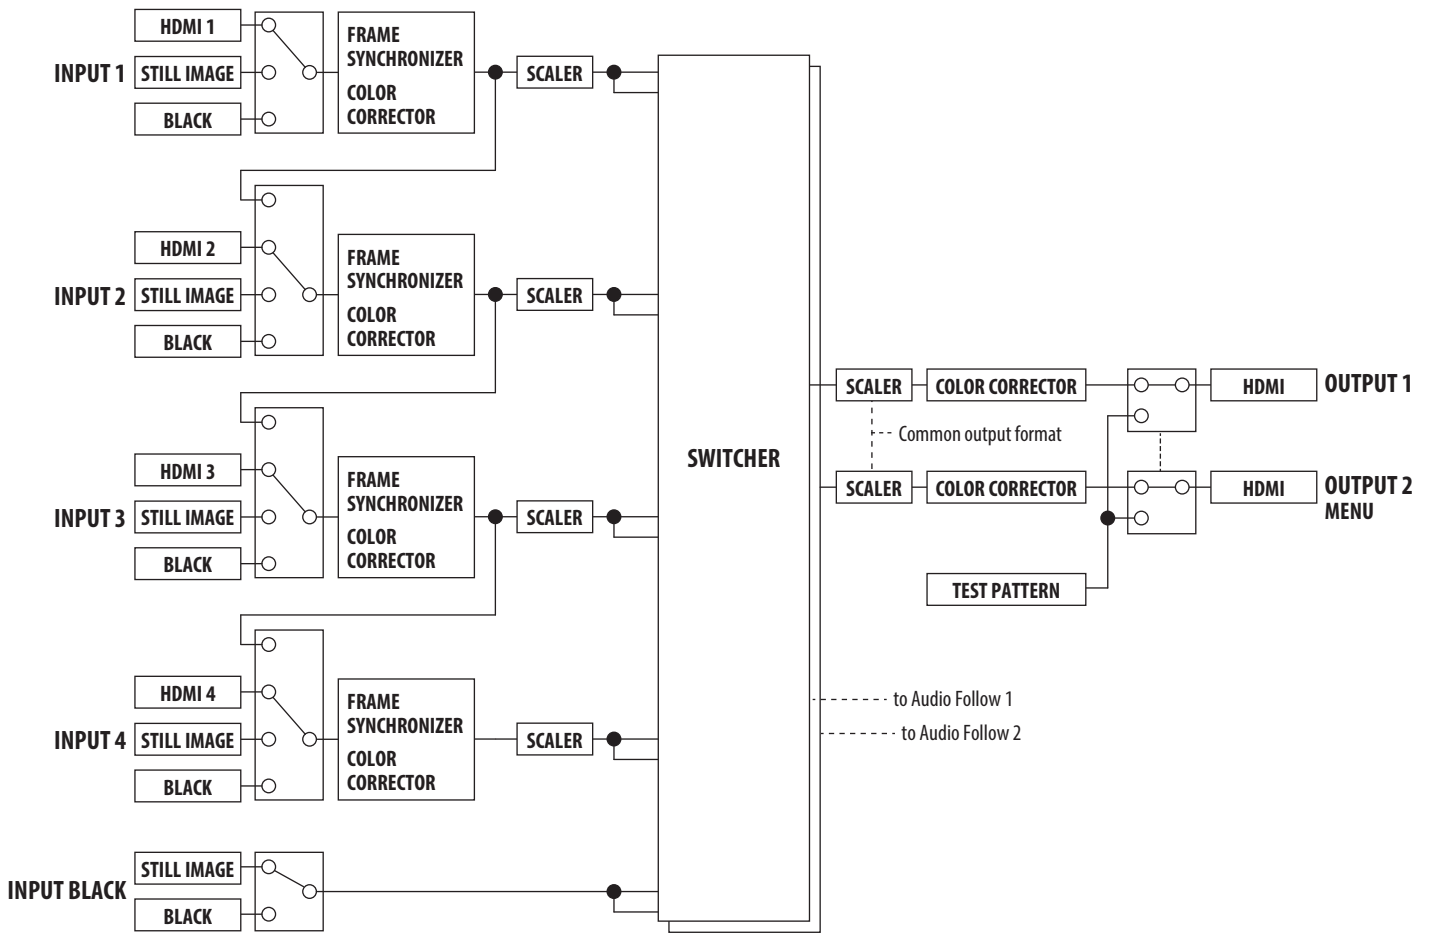 HDMI 1
INPUT 1
STILL IMAGE
BLACK
FRAME
SYNCHRONIZER
COLOR
CORRECTOR
SCALER
HDMI 2
INPUT 2
STILL IMAGE
BLACK
FRAME
SYNCHRONIZER
COLOR
CORRECTOR
SCALER
HDMI 3
INPUT 3
STILL IMAGE
BLACK
FRAME
SYNCHRONIZER
COLOR
CORRECTOR
SCALER
HDMI 4
INPUT 4
STILL IMAGE
BLACK
FRAME
SYNCHRONIZER
COLOR
CORRECTOR
SCALER
INPUT BLACK
STILL IMAGE
BLACK
SWITCHER
SCALER
COLOR CORRECTOR
HDMI
OUTPUT 1
Common output format
SCALER
COLOR CORRECTOR
HDMI
OUTPUT 2
MENU
TEST PATTERN
to Audio Follow 1
to Audio Follow 2